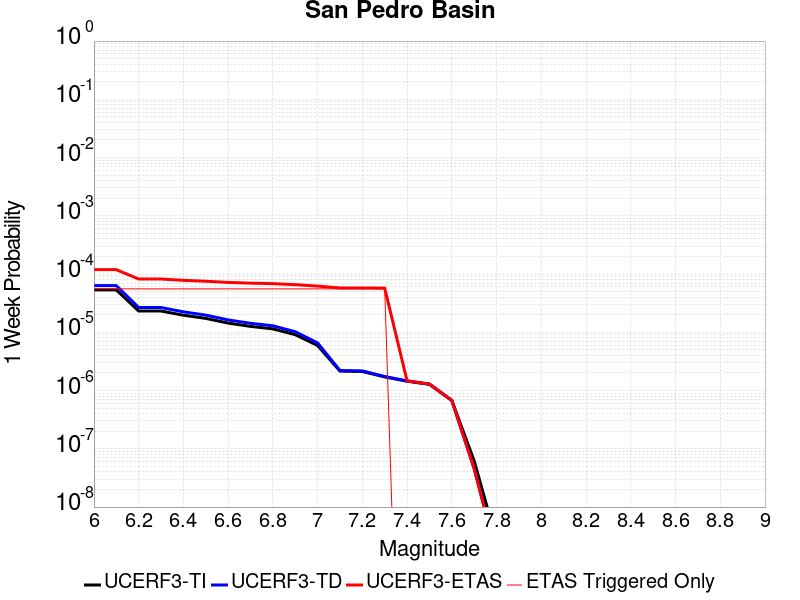 San Pedro Basin
10 0
10 -1
10 -2
10 -3
10 -4
10 -5
10 -6
10 -7
10 -8
1 Week Probability
6 6.2 6.4 6.6 6.8 7 7.2 7.4 7.6 7.8 8 8.2 8.4 8.6 8.8 9
Magnitude
UCERF3-TI UCERF3-TD UCERF3-ETAS ETAS Triggered Only